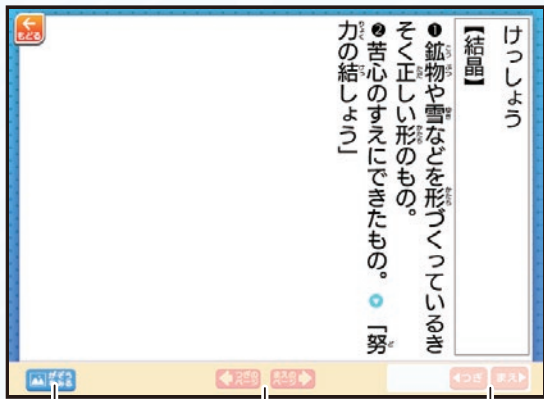 けっしょう
【結晶】
❶鉱物や雪などを形づくっているき
そく正しい形のもの。
❷苦心のすえにできたもの。▼「努
力の結しょう」
もどる
がぞうをみる
つぎのページ
まえのページ
つぎ
まえ